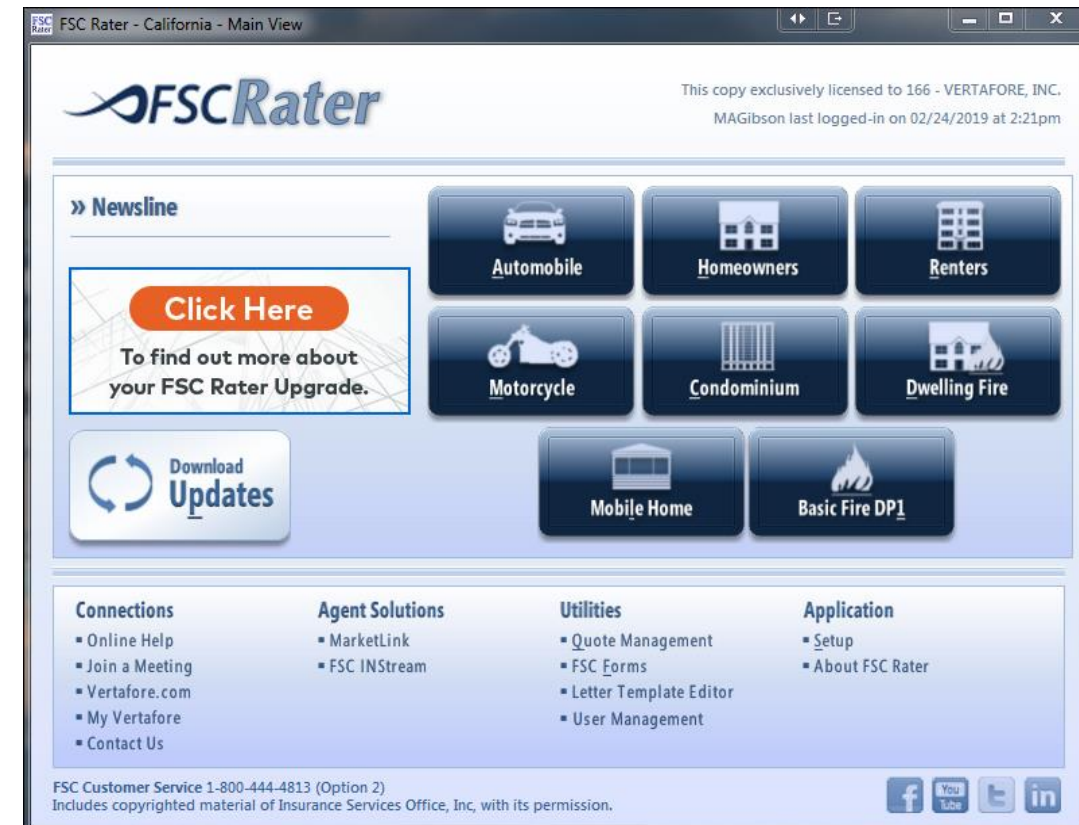 FSC Rater
FSC Rater - California - Main View
X
FSCRater
This copy exclusively licensed to 166 - VERTAFORE, INC.
MAGibson last logged-in on 02/24/2019 at 2:21pm
» Newsline
Click Here
To find out more about
your FSC Rater Upgrade.
Download
Updates
Automobile
Homeowners
Renters
Motorcycle
Condominium
Dwelling Fire
Mobile Home
Basic Fire DP1
Connections
▪ Online Help
▪ Join a Meeting
▪ Vertafore.com
▪ My Vertafore
▪ Contact Us
Agent Solutions
▪ MarketLink
▪ FSC INStream
Utilities
▪ Quote Management
▪ FSC Forms
▪ Letter Template Editor
▪ User Management
Application
▪ Setup
▪ About FSC Rater
FSC Customer Service 1-800-444-4813 (Option 2)
Includes copyrighted material of Insurance Services Office, Inc, with its permission.
f
You
Tube
t
in